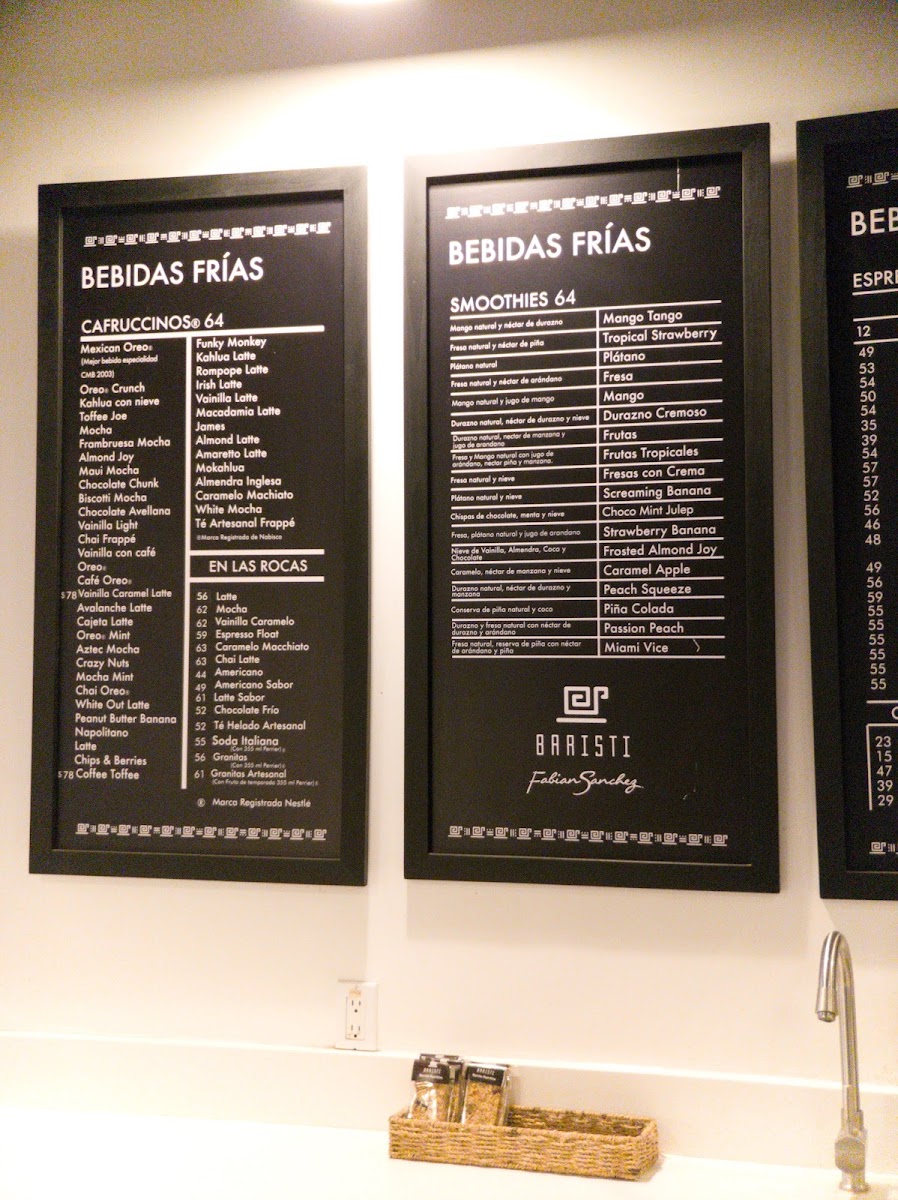 BEBIDAS FRÍAS
CAFRUCCINOS® 64
Mexican Oreo®
(Mejor bebida especialidad
CMB 2003)
Oreo® Crunch
Kahlua con nieve
Toffee Joe
Mocha
Frambruesa Mocha
Almond Joy
Maui Mocha
Chocolate Chunk
Biscotti Mocha
Chocolate Avellana
Vainilla Light
Chai Frappé
Vainilla con café
Oreo®
Café Oreo®
$78 Vainilla Caramel Latte
Avalanche Latte
Cajeta Latte
Oreo® Mint
Aztec Mocha
Crazy Nuts
Mocha Mint
Chai Oreo®
White Out Latte
Peanut Butter Banana
Napolitano
Latte
Chips & Berries
$78 Coffee Toffee
Funky Monkey
Kahlua Latte
Rompope Latte
Irish Latte
Vainilla Latte
Macadamia Latte
James
Almond Latte
Amaretto Latte
Mokahlua
Almendra Inglesa
Caramelo Machiato
White Mocha
Té Artesanal Frappé
®Marca Registrada de Nabisco
EN LAS ROCAS
56 Latte
62 Mocha
62 Vainilla Caramelo
59 Espresso Float
63 Caramelo Macchiato
63 Chai Latte
44 Americano
49 Americano Sabor
61 Latte Sabor
52 Chocolate Frío
52 Té Helado Artesanal
55 Soda Italiana
(Con 355 ml Perrier)®
56 Granitas
(Con 355 ml Perrier)®
61 Granitas Artesanal
(Con Fruta de temporada 355 ml Perrier)®
® Marca Registrada Nestlé
BEBIDAS FRÍAS
SMOOTHIES 64
Mango natural y néctar de durazno Mango Tango
Fresa natural y néctar de piña Tropical Strawberry
Plátano natural Plátano
Fresa natural y néctar de arándano Fresa
Mango natural y jugo de mango Mango
Durazno natural, néctar de durazno y nieve Durazno Cremoso
Durazno natural, nectar de manzana y
jugo de arandano Frutas
Fresa y Mango natural con jugo de
arándano, néctar piña y manzana. Frutas Tropicales
Fresa natural y nieve Fresas con Crema
Plátano natural y nieve Screaming Banana
Chispas de chocolate, menta y nieve Choco Mint Julep
Fresa, plátano natural y jugo de arandano Strawberry Banana
Nieve de Vainilla, Almendra, Coco y
Chocolate Frosted Almond Joy
Caramelo, néctar de manzana y nieve Caramel Apple
Durazno natural, néctar de durazno y
manzana Peach Squeeze
Conserva de piña natural y coco Piña Colada
Durazno y fresa natural con néctar de
durazno y arándano Passion Peach
Fresa natural, reserva de piña con néctar
de arándano y piña Miami Vice
BARISTI
Fabian Sanchez
BEB
ESPRE
12
49
53
54
50
54
35
39
54
57
57
52
56
46
48
49
56
59
55
55
55
55
55
55
23
15
47
39
29
BARISTI
BARISTI